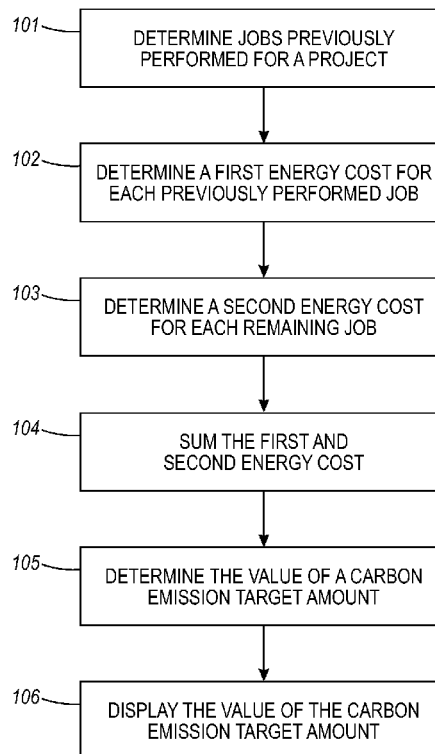 101
DETERMINE JOBS PREVIOUSLY
PERFORMED FOR A PROJECT
102
DETERMINE A FIRST ENERGY COST FOR
EACH PREVIOUSLY PERFORMED JOB
103
DETERMINE A SECOND ENERGY COST
FOR EACH REMAINING JOB
104
SUM THE FIRST AND
SECOND ENERGY COST
105
DETERMINE THE VALUE OF A CARBON
EMISSION TARGET AMOUNT
106
DISPLAY THE VALUE OF THE CARBON
EMISSION TARGET AMOUNT